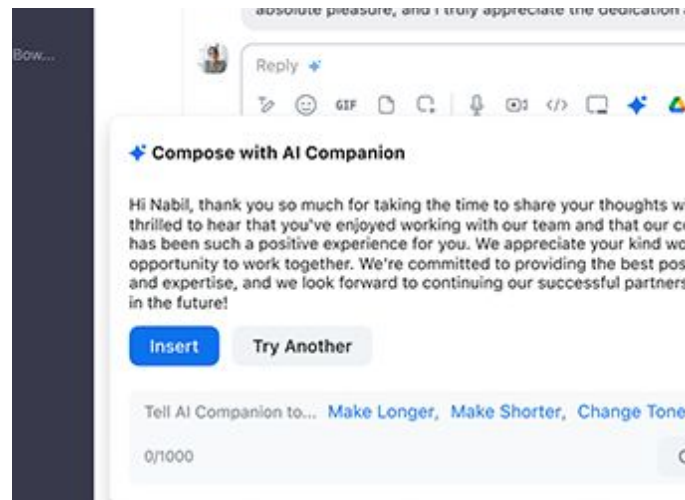 absolute pleasure, and I truly appreciate the dedication
Bow...
Reply
GIF
</>
Compose with AI Companion
Hi Nabil, thank you so much for taking the time to share your thoughts
thrilled to hear that you've enjoyed working with our team and that our
has been such a positive experience for you. We appreciate your kind
opportunity to work together. We're committed to providing the best
and expertise, and we look forward to continuing our successful
in the future!
Insert Try Another
Tell AI Companion to... Make Longer, Make Shorter, Change Tone
0/1000